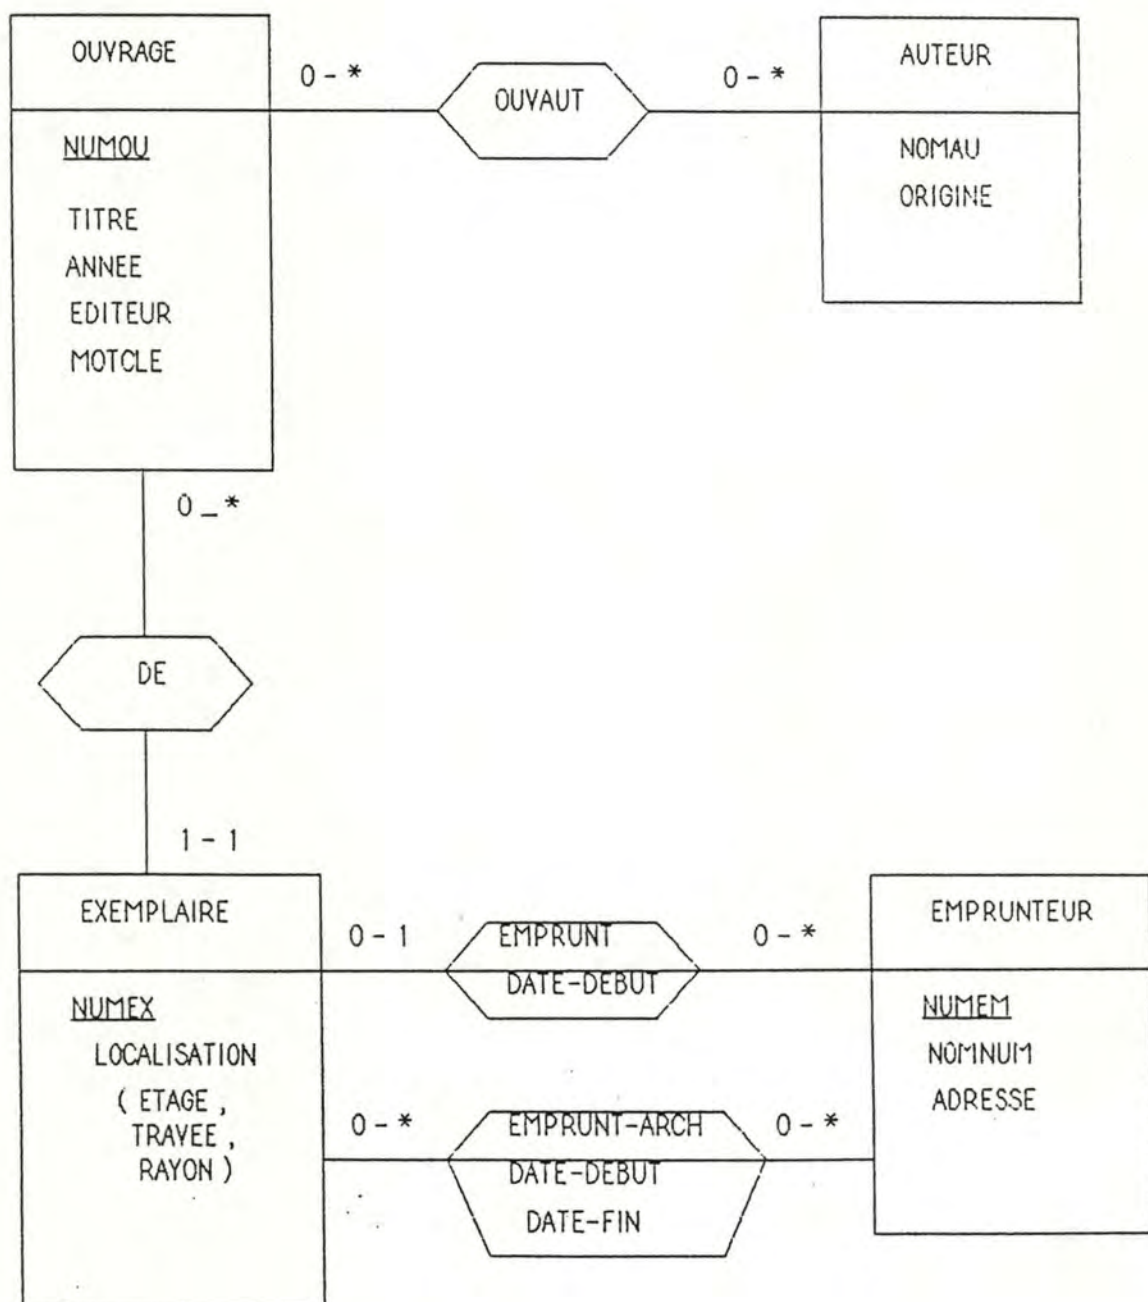 OUVRAGE
0 - *
OUVAUT
0 - *
AUTEUR
NUMOU
TITRE
ANNEE
EDITEUR
MOTCLE
NOMAU
ORIGINE
0 _ *
DE
1 - 1
EXEMPLAIRE
0 - 1
EMPRUNT
DATE-DEBUT
0 - *
EMPRUNTEUR
NUMEX
LOCALISATION
( ETAGE ,
TRAVEE ,
RAYON )
NUMEM
NOMNUM
ADRESSE
0 - *
EMPRUNT-ARCH
DATE-DEBUT
DATE-FIN
0 - *